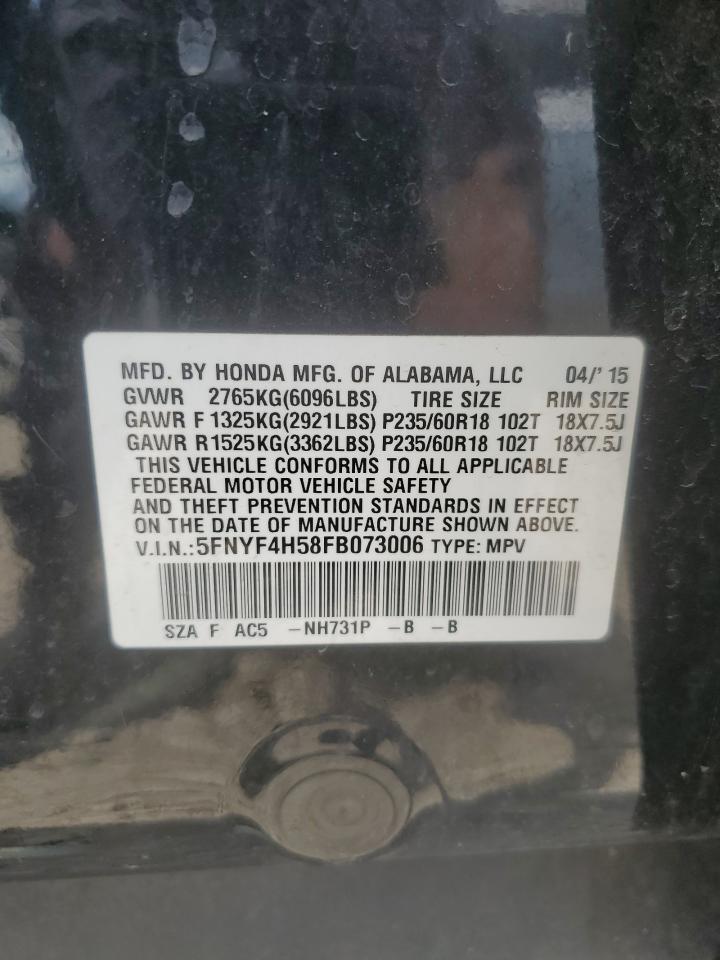 MFD. BY HONDA MFG. OF ALABAMA, LLC 04/'15
GVWR 2765KG(6096LBS) TIRE SIZE RIM SIZE
GAWR F 1325KG(2921LBS) P235/60R18 102T 18X7.5J
GAWR R1525KG(3362LBS) P235/60R18 102T 18X7.5J
THIS VEHICLE CONFORMS TO ALL APPLICABLE
FEDERAL MOTOR VEHICLE SAFETY
AND THEFT PREVENTION STANDARDS IN EFFECT
ON THE DATE OF MANUFACTURE SHOWN ABOVE.
V.I.N.:5FNYF4H58FB073006 TYPE: MPV
SZA F AC5 -NH731P -B -B